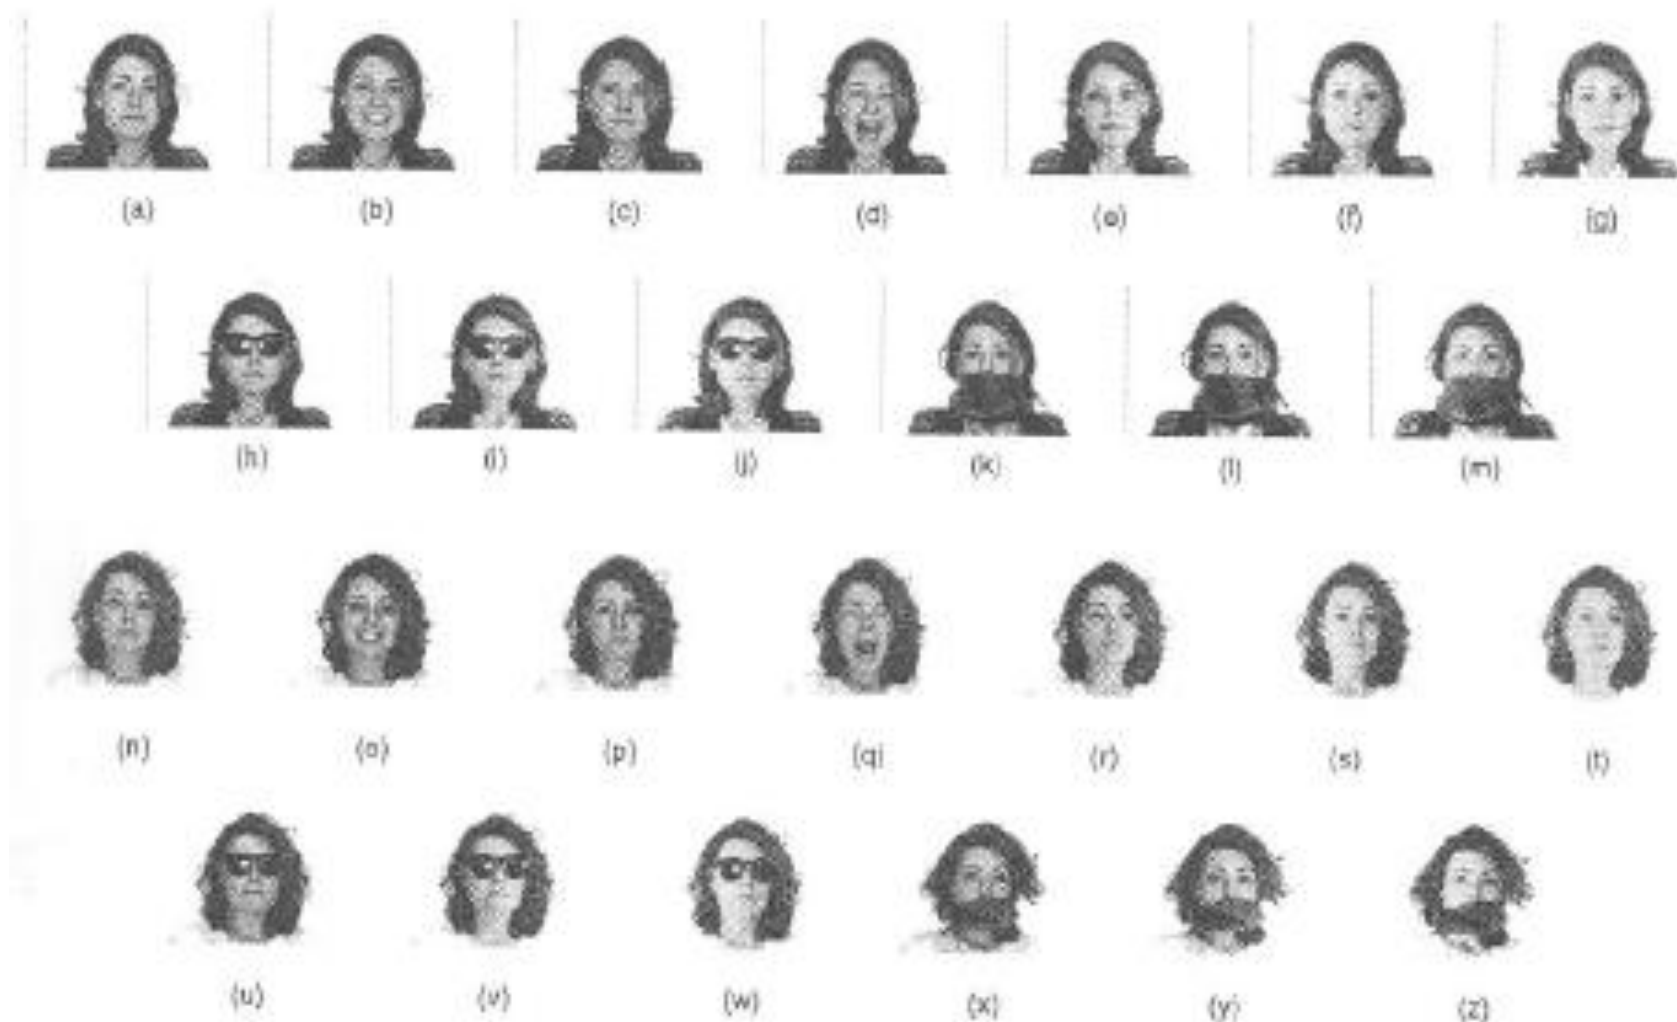 (a) (b) (c) (d) (e) (f) (g)
(h) (i) (j) (k) (l) (m)
(n) (o) (p) (q) (r) (s) (t)
(u) (v) (w) (x) (y) (z)